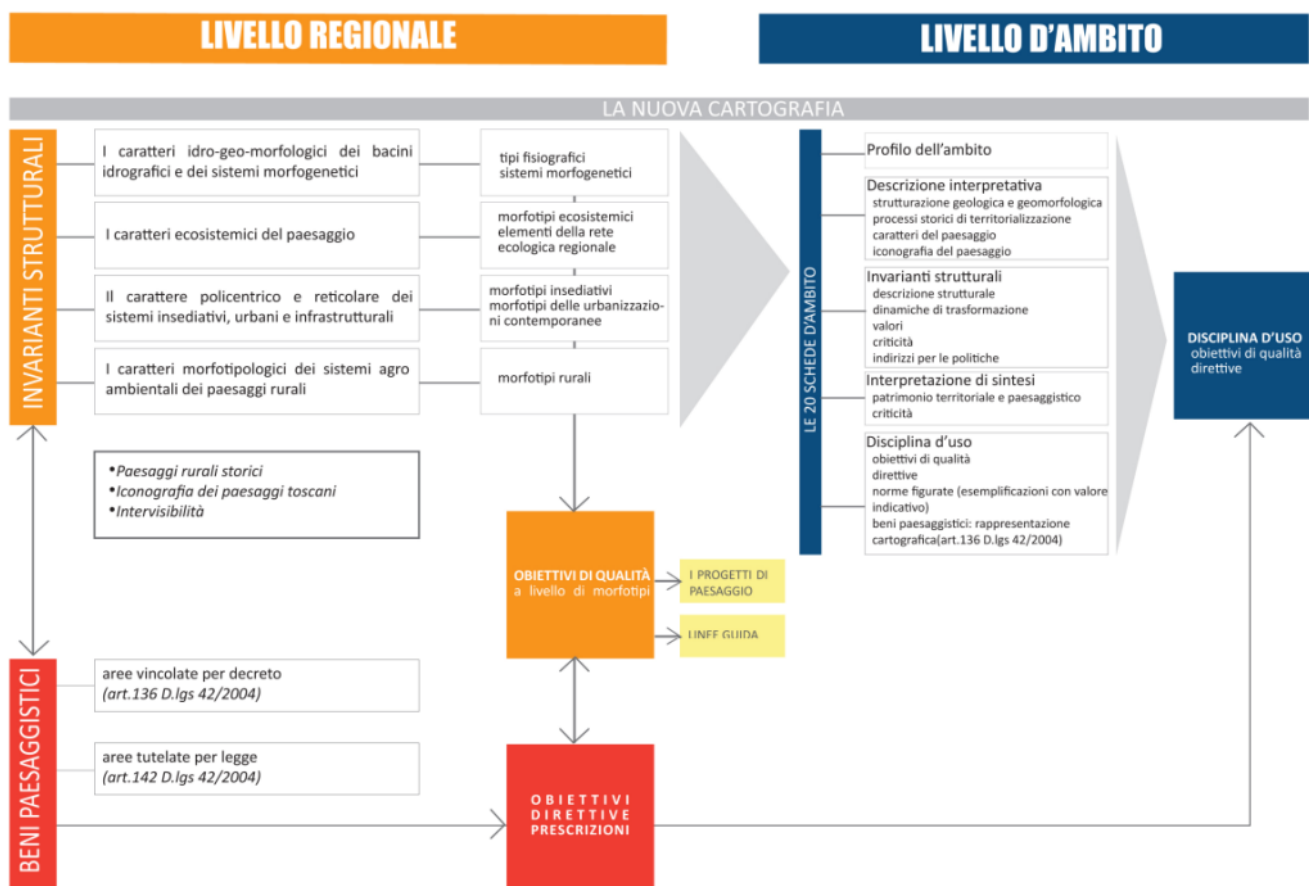 LIVELLO REGIONALE
LIVELLO D'AMBITO
LA NUOVA CARTOGRAFIA
INVARIANTI STRUTTURALI
I caratteri idro-geo-morfologici dei bacini
idrografici e dei sistemi morfogenetici
tipi fisiografici
sistemi morfogenetici
I caratteri ecosistemici del paesaggio
morfotipi ecosistemici
elementi della rete
ecologica regionale
Il carattere policentrico e reticolare dei
sistemi insediativi, urbani e infrastrutturali
morfotipi insediativi
morfotipi delle urbanizzazio-
ni contemporanee
I caratteri morfotipologici dei sistemi agro
ambientali dei paesaggi rurali
morfotipi rurali
•Paesaggi rurali storici
•Iconografia dei paesaggi toscani
•Intervisibilità
OBIETTIVI DI QUALITÀ
a livello di morfotipi
I PROGETTI DI
PAESAGGIO
LINEE GUIDA
BENI PAESAGGISTICI
aree vincolate per decreto
(art.136 D.lgs 42/2004)
aree tutelate per legge
(art.142 D.lgs 42/2004)
OBIETTIVI
DIRETTIVE
PRESCRIZIONI
LE 20 SCHEDE D'AMBITO
Profilo dell'ambito
Descrizione interpretativa
strutturazione geologica e geomorfologica
processi storici di territorializzazione
caratteri del paesaggio
iconografia del paesaggio
Invarianti strutturali
descrizione strutturale
dinamiche di trasformazione
valori
criticità
indirizzi per le politiche
Interpretazione di sintesi
patrimonio territoriale e paesaggistico
criticità
Disciplina d'uso
obiettivi di qualità
direttive
norme figurate (esemplificazioni con valore
indicativo)
beni paesaggistici: rappresentazione
cartografica(art.136 D.lgs 42/2004)
DISCIPLINA D'USO
obiettivi di qualità
direttive